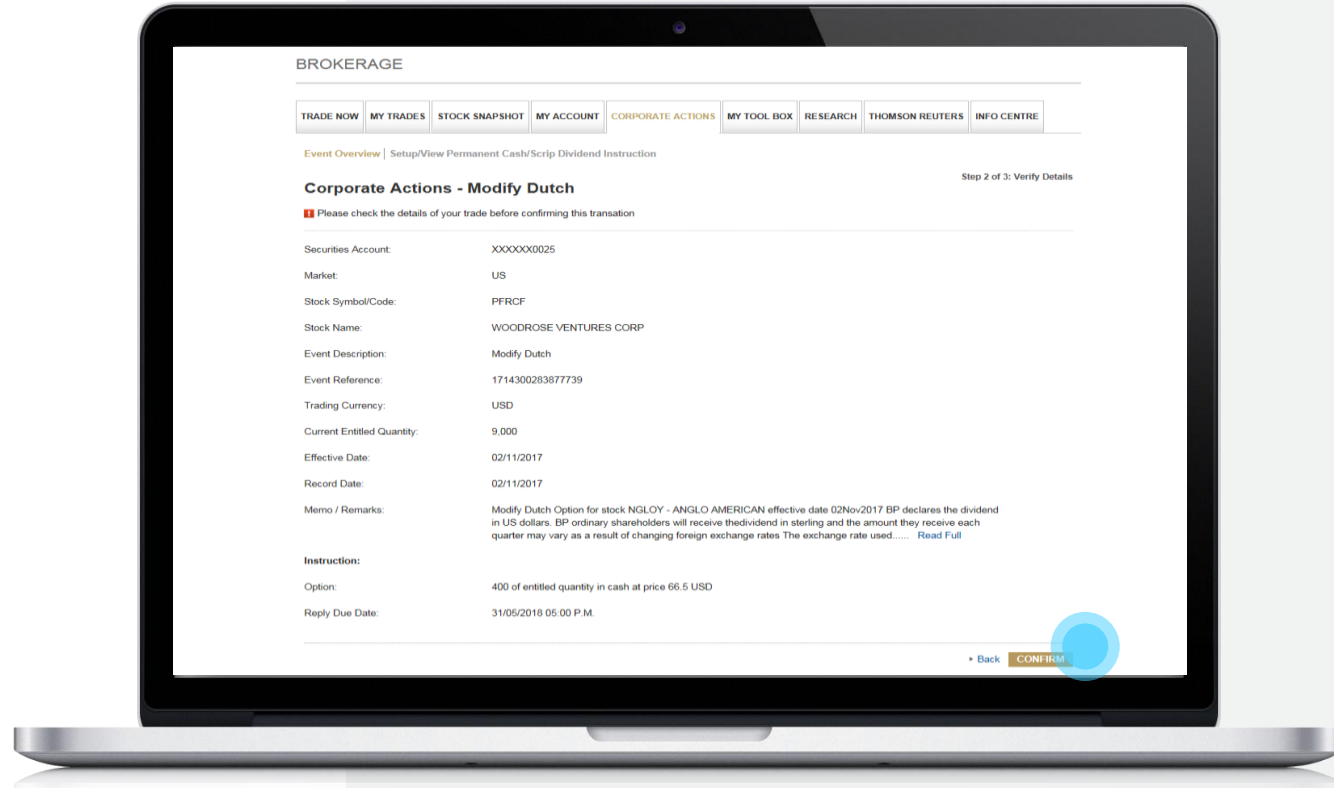 BROKERAGE
TRADE NOW MY TRADES STOCK SNAPSHOT MY ACCOUNT CORPORATE ACTIONS MY TOOL BOX RESEARCH THOMSON REUTERS INFO CENTRE
Event Overview | Setup/View Permanent Cash/Scrip Dividend Instruction
Step 2 of 3: Verify Details
Corporate Actions - Modify Dutch
! Please check the details of your trade before confirming this transation
Securities Account: XXXXXX0025
Market: US
Stock Symbol/Code: PFRCF
Stock Name: WOODROSE VENTURES CORP
Event Description: Modify Dutch
Event Reference: 1714300283877739
Trading Currency: USD
Current Entitled Quantity: 9,000
Effective Date: 02/11/2017
Record Date: 02/11/2017
Memo / Remarks: Modify Dutch Option for stock NGLOY - ANGLO AMERICAN effective date 02Nov2017 BP declares the dividend
in US dollars. BP ordinary shareholders will receive thedividend in sterling and the amount they receive each
quarter may vary as a result of changing foreign exchange rates The exchange rate used...... Read Full
Instruction:
Option: 400 of entitled quantity in cash at price 66.5 USD
Reply Due Date: 31/05/2018 05:00 P.M.
Back CONFIRM